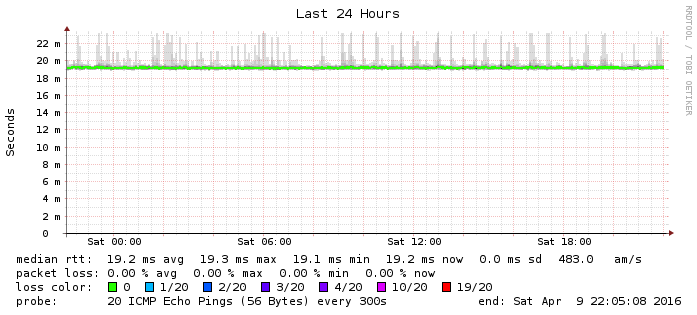 Last 24 Hours
RRDTOOL / TOBI OETIKER
Seconds
22 m
20 m
18 m
16 m
14 m
12 m
10 m
8 m
6 m
4 m
2 m
0
Sat 00:00 Sat 06:00 Sat 12:00 Sat 18:00
median rtt: 19.2 ms avg 19.3 ms max 19.1 ms min 19.2 ms now 0.0 ms sd 483.0 am/s
packet loss: 0.00 % avg 0.00 % max 0.00 % min 0.00 % now
loss color: 0 1/20 2/20 3/20 4/20 10/20 19/20
probe: 20 ICMP Echo Pings (56 Bytes) every 300s end: Sat Apr 9 22:05:08 2016